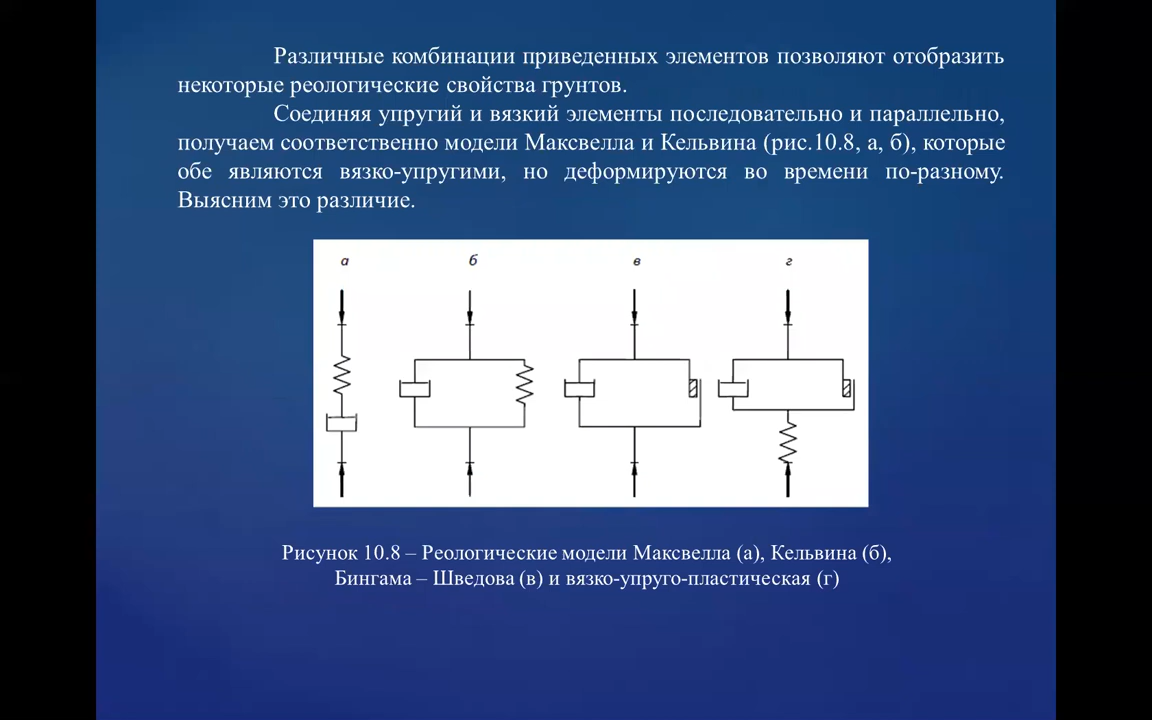 Различные комбинации приведенных элементов позволяют отобразить
некоторые реологические свойства грунтов.
Соединяя упругий и вязкий элементы последовательно и параллельно,
получаем соответственно модели Максвелла и Кельвина (рис.10.8, а, б), которые
обе являются вязко-упругими, но деформируются во времени по-разному.
Выясним это различие.
а б в г
Рисунок 10.8 – Реологические модели Максвелла (а), Кельвина (б),
Бингама – Шведова (в) и вязко-упруго-пластическая (г)